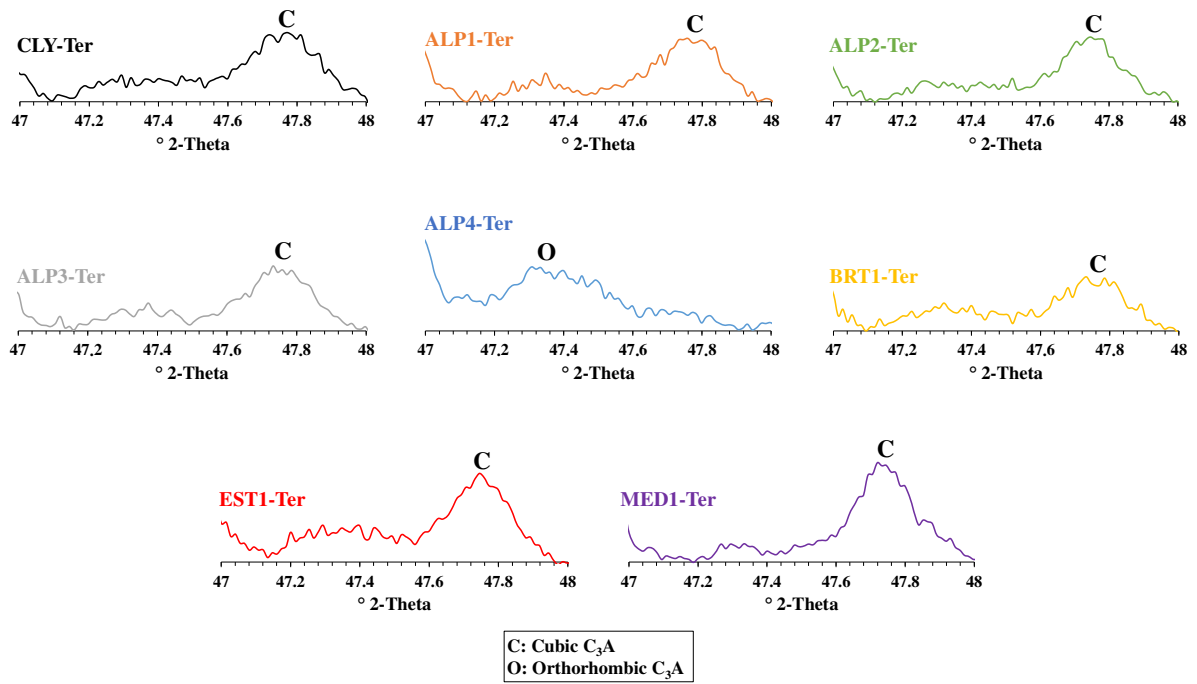 C
CLY-Ter
47 47.2 47.4 47.6 47.8 48
° 2-Theta
C
ALP1-Ter
47 47.2 47.4 47.6 47.8 48
° 2-Theta
C
ALP2-Ter
47 47.2 47.4 47.6 47.8 48
° 2-Theta
C
ALP3-Ter
47 47.2 47.4 47.6 47.8 48
° 2-Theta
ALP4-Ter
O
47 47.2 47.4 47.6 47.8 48
° 2-Theta
C
BRT1-Ter
47 47.2 47.4 47.6 47.8 48
° 2-Theta
C
EST1-Ter
47 47.2 47.4 47.6 47.8 48
° 2-Theta
C
MED1-Ter
47 47.2 47.4 47.6 47.8 48
° 2-Theta
C: Cubic C₃A
O: Orthorhombic C₃A